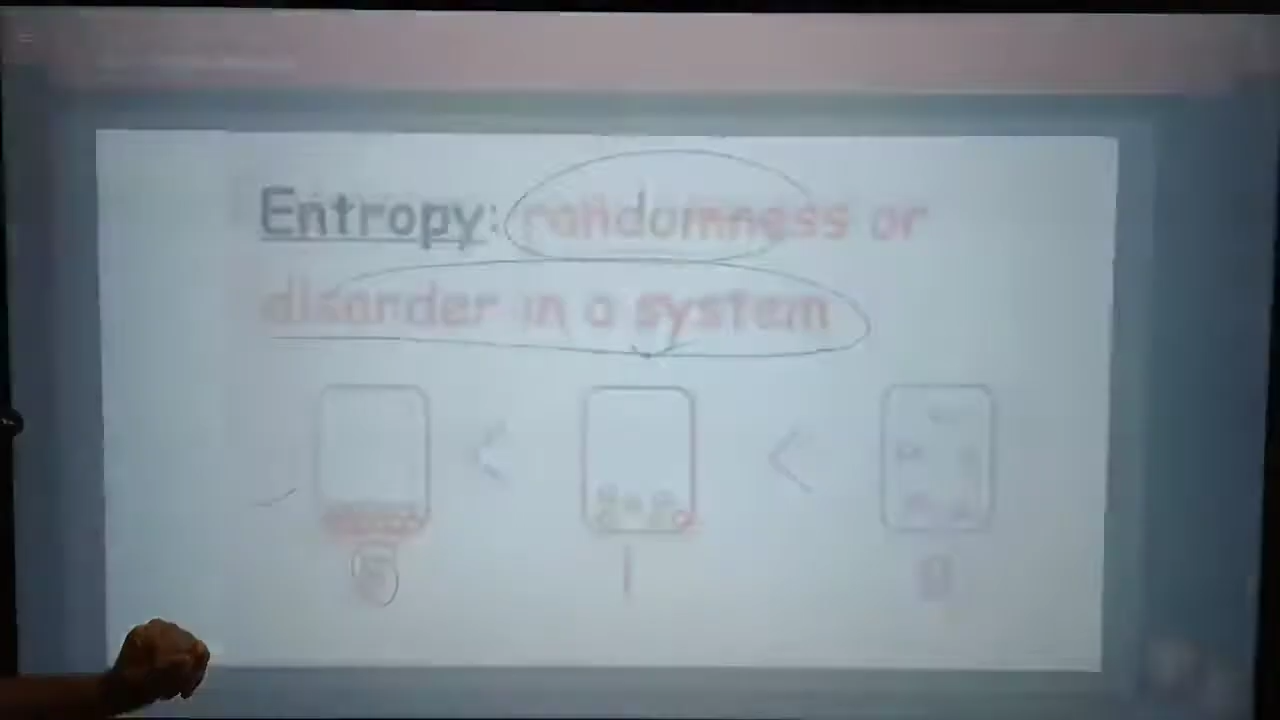 Entropy: randomness or
disorder in a system
< <
s l g